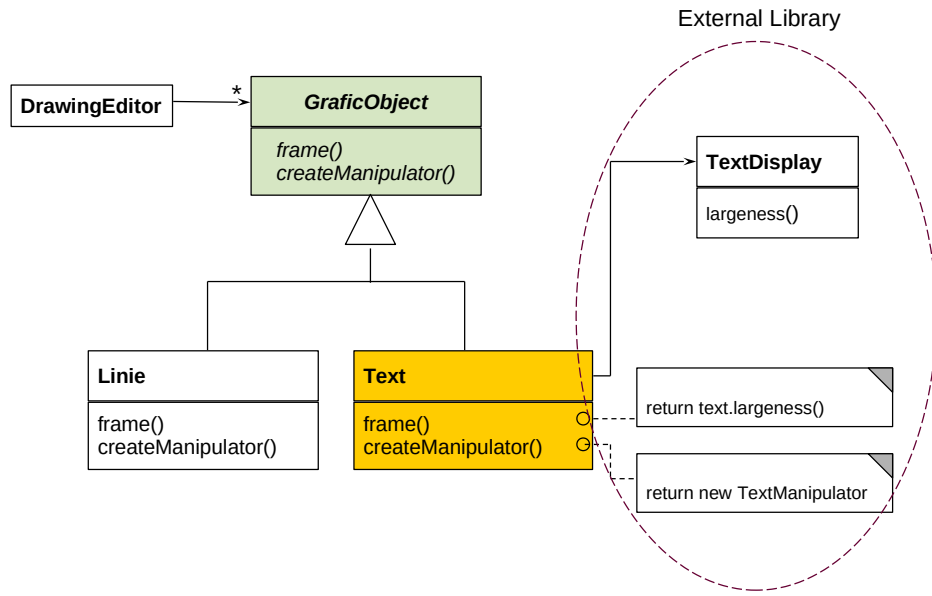 External Library
DrawingEditor
*
GraficObject
frame()
createManipulator()
TextDisplay
largeness()
Linie
frame()
createManipulator()
Text
frame()
createManipulator()
return text.largeness()
return new TextManipulator